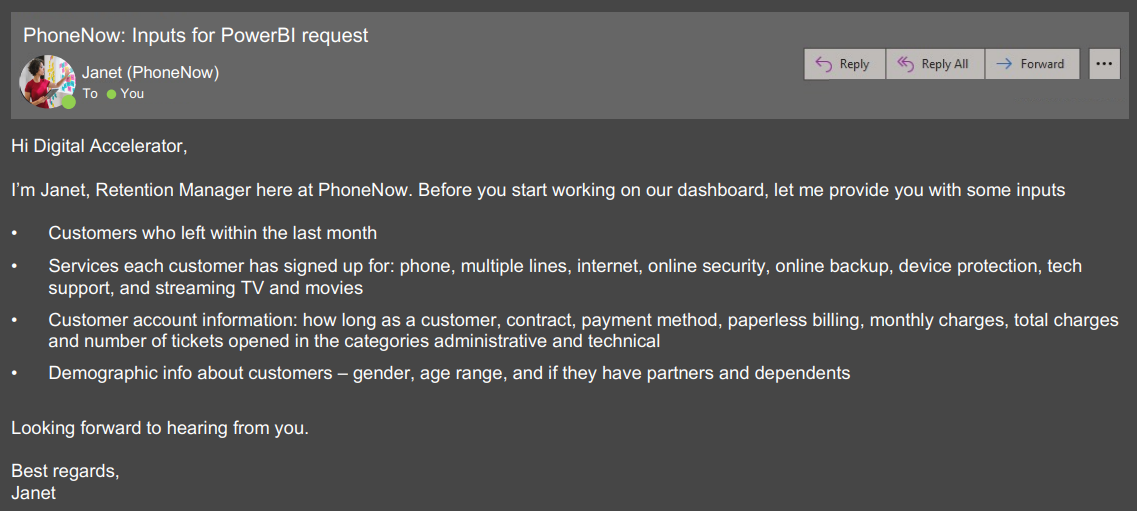 PhoneNow: Inputs for PowerBI request
Janet (PhoneNow)
To You
Reply
Reply All
Forward
Hi Digital Accelerator,
I’m Janet, Retention Manager here at PhoneNow. Before you start working on our dashboard, let me provide you with some inputs
• Customers who left within the last month
• Services each customer has signed up for: phone, multiple lines, internet, online security, online backup, device protection, tech
support, and streaming TV and movies
• Customer account information: how long as a customer, contract, payment method, paperless billing, monthly charges, total charges
and number of tickets opened in the categories administrative and technical
• Demographic info about customers – gender, age range, and if they have partners and dependents
Looking forward to hearing from you.
Best regards,
Janet